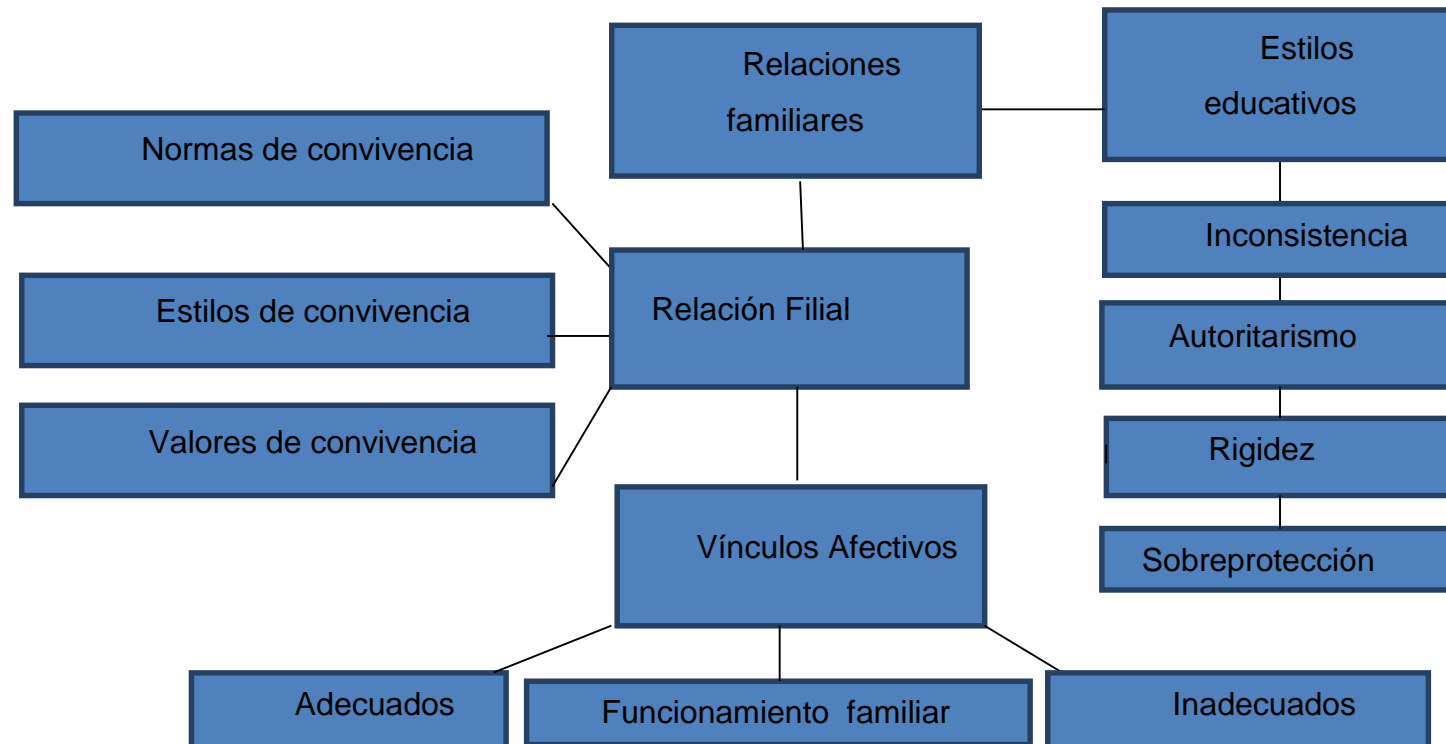 Relaciones
familiares
Estilos
educativos
Normas de convivencia
Inconsistencia
Estilos de convivencia
Relación Filial
Autoritarismo
Valores de convivencia
Rigidez
Vínculos Afectivos
Sobreprotección
Adecuados
Funcionamiento familiar
Inadecuados